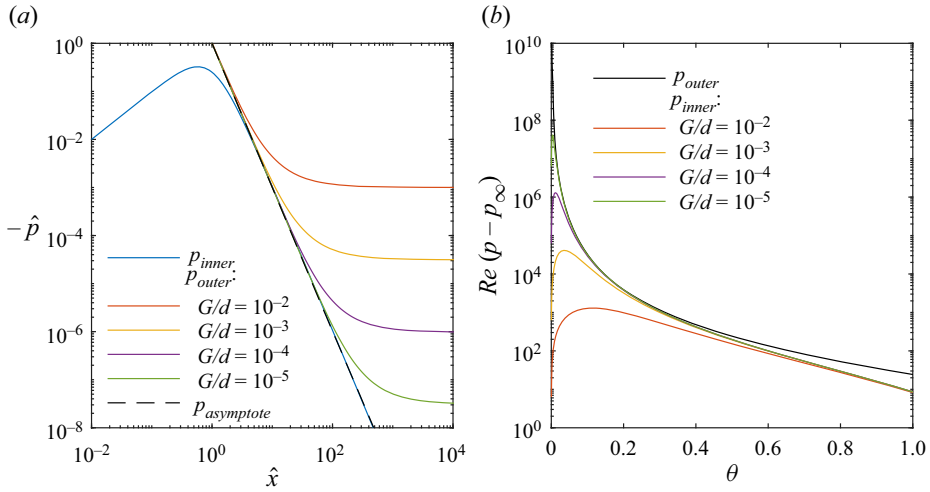 (a)
10^0
10^−2
10^−4
10^−6
10^−8
− p̂
p_inner
p_outer:
G/d = 10^−2
G/d = 10^−3
G/d = 10^−4
G/d = 10^−5
p_asymptote
10^−2
10^0
10^2
10^4
x̂
(b)
10^10
10^8
10^6
10^4
10^2
10^0
Re (p − p_∞)
p_outer
p_inner:
G/d = 10^−2
G/d = 10^−3
G/d = 10^−4
G/d = 10^−5
0
0.2
0.4
0.6
0.8
1.0
θ